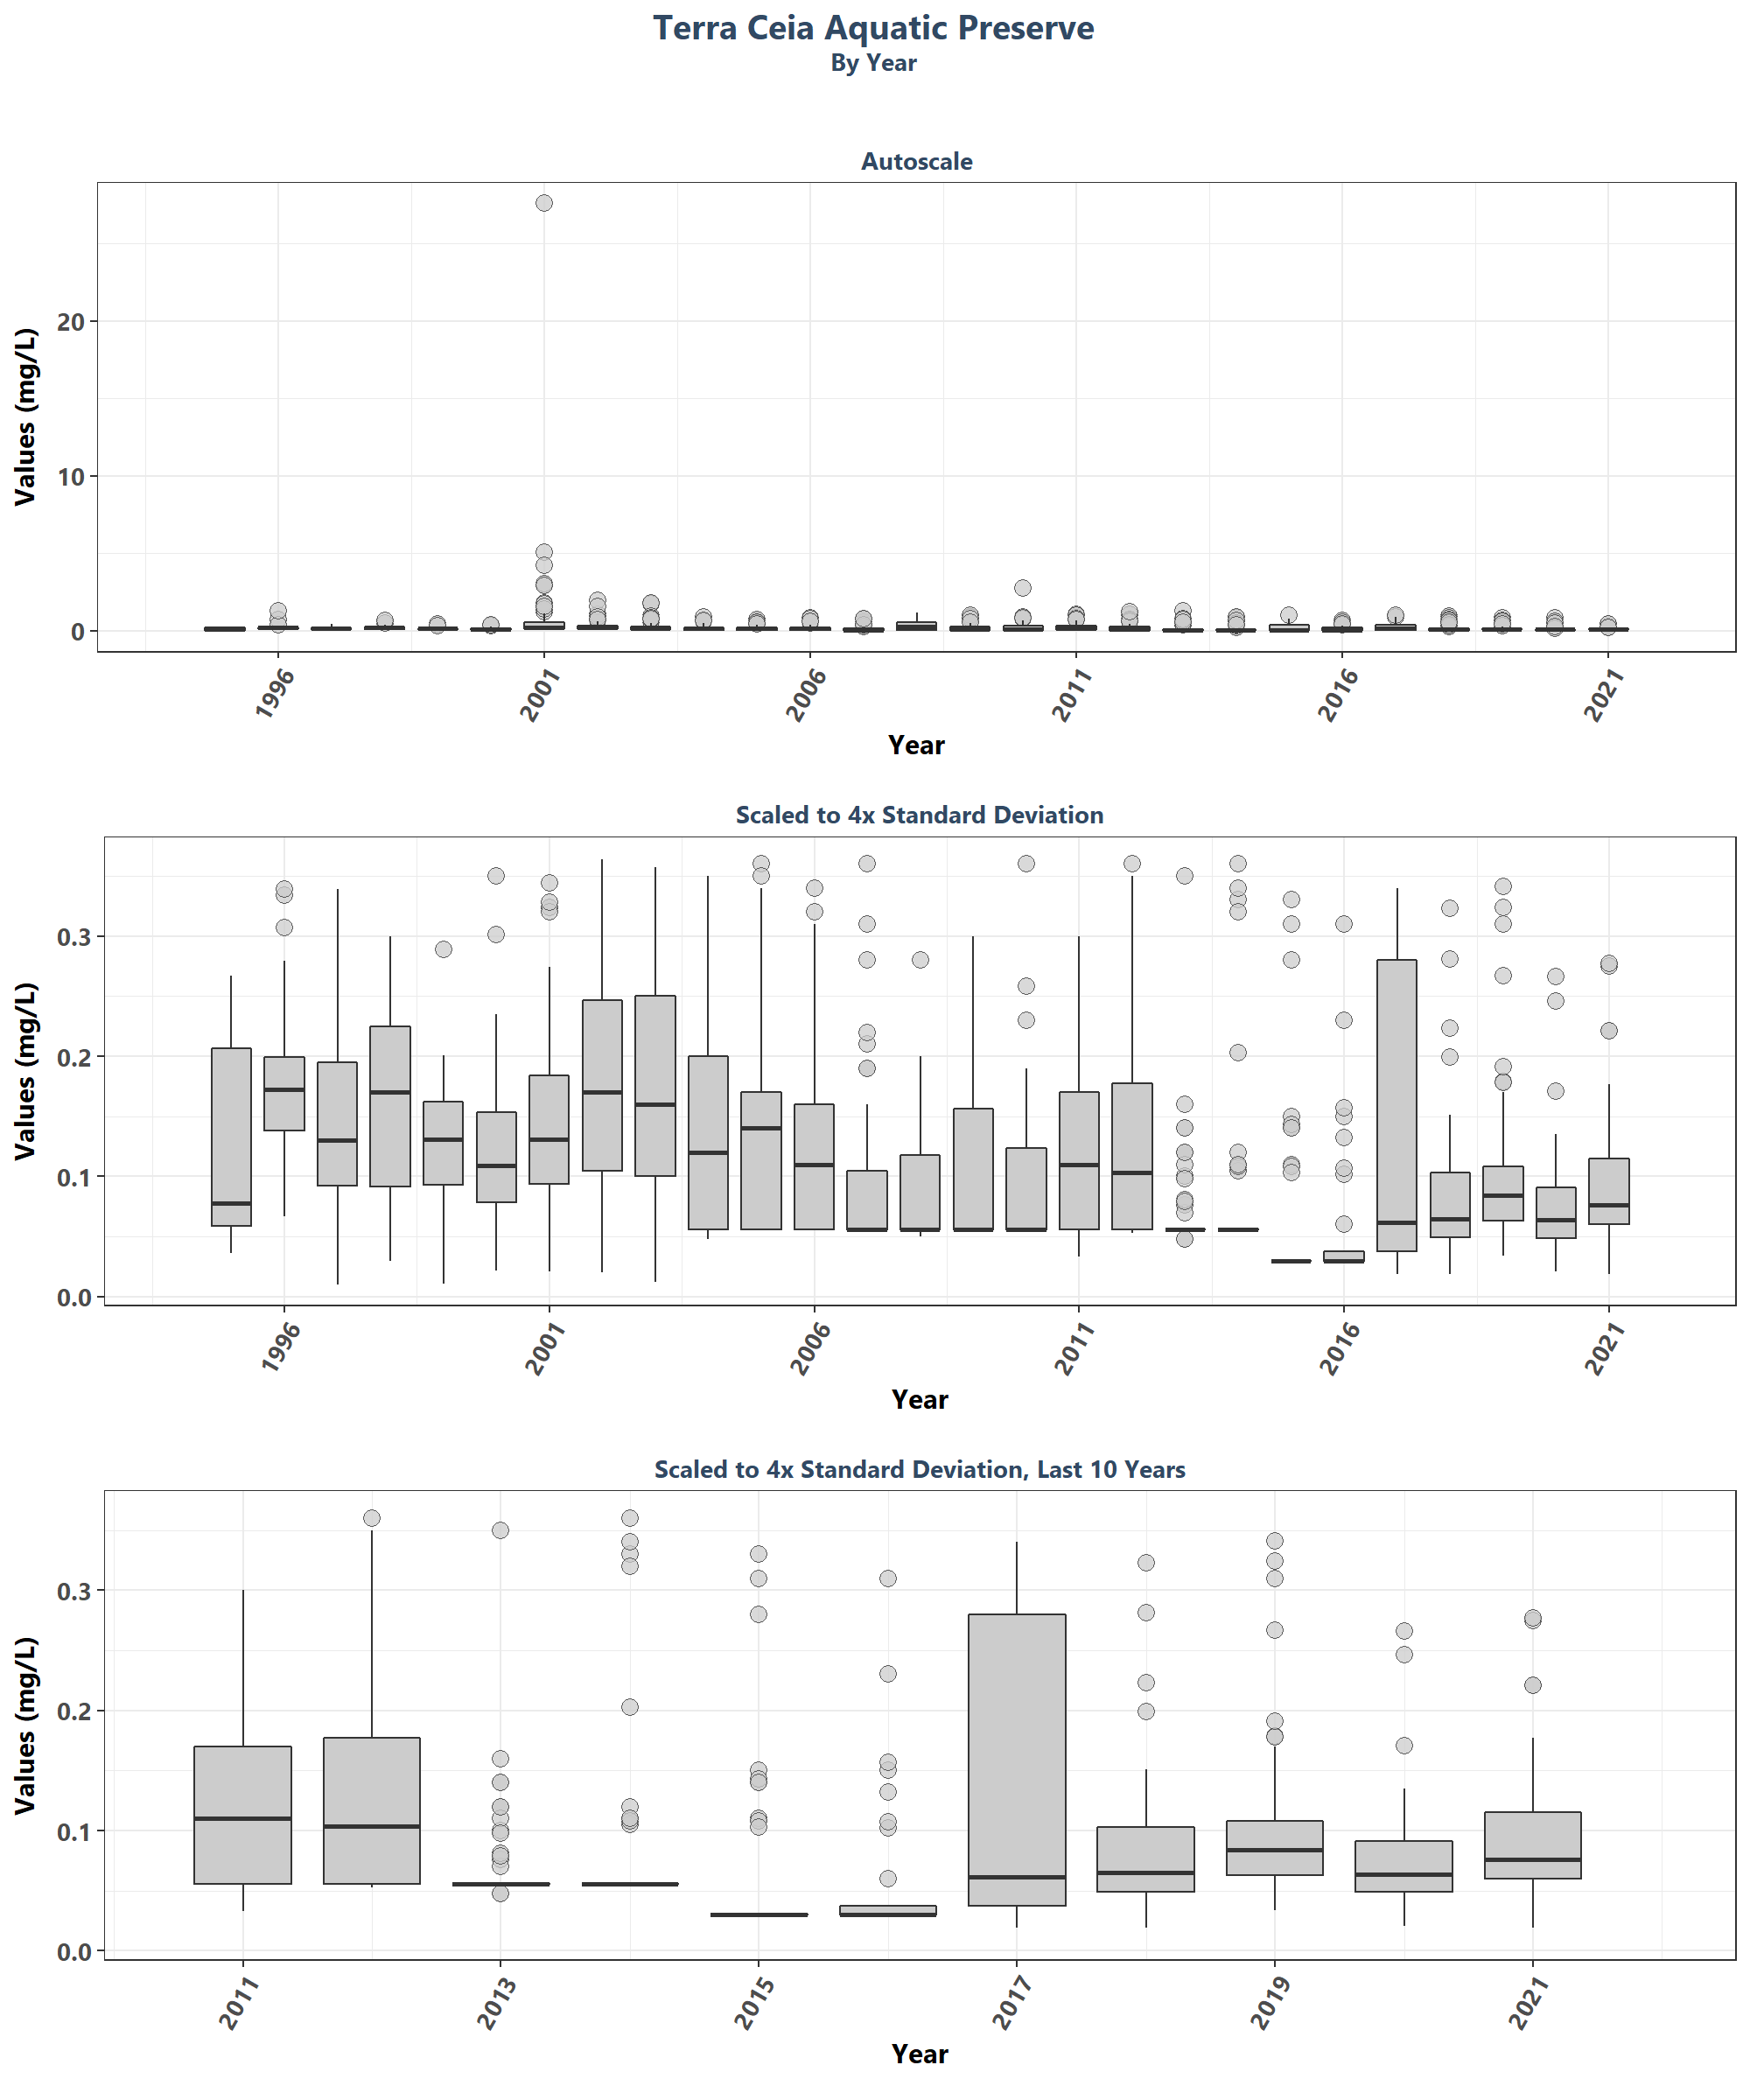 Terra Ceia Aquatic Preserve
By Year
Autoscale
Values (mg/L)
20
10
0
1996
2001
2006
2011
2016
2021
Year
Scaled to 4x Standard Deviation
Values (mg/L)
0.3
0.2
0.1
0.0
1996
2001
2006
2011
2016
2021
Year
Scaled to 4x Standard Deviation, Last 10 Years
Values (mg/L)
0.3
0.2
0.1
0.0
2011
2013
2015
2017
2019
2021
Year